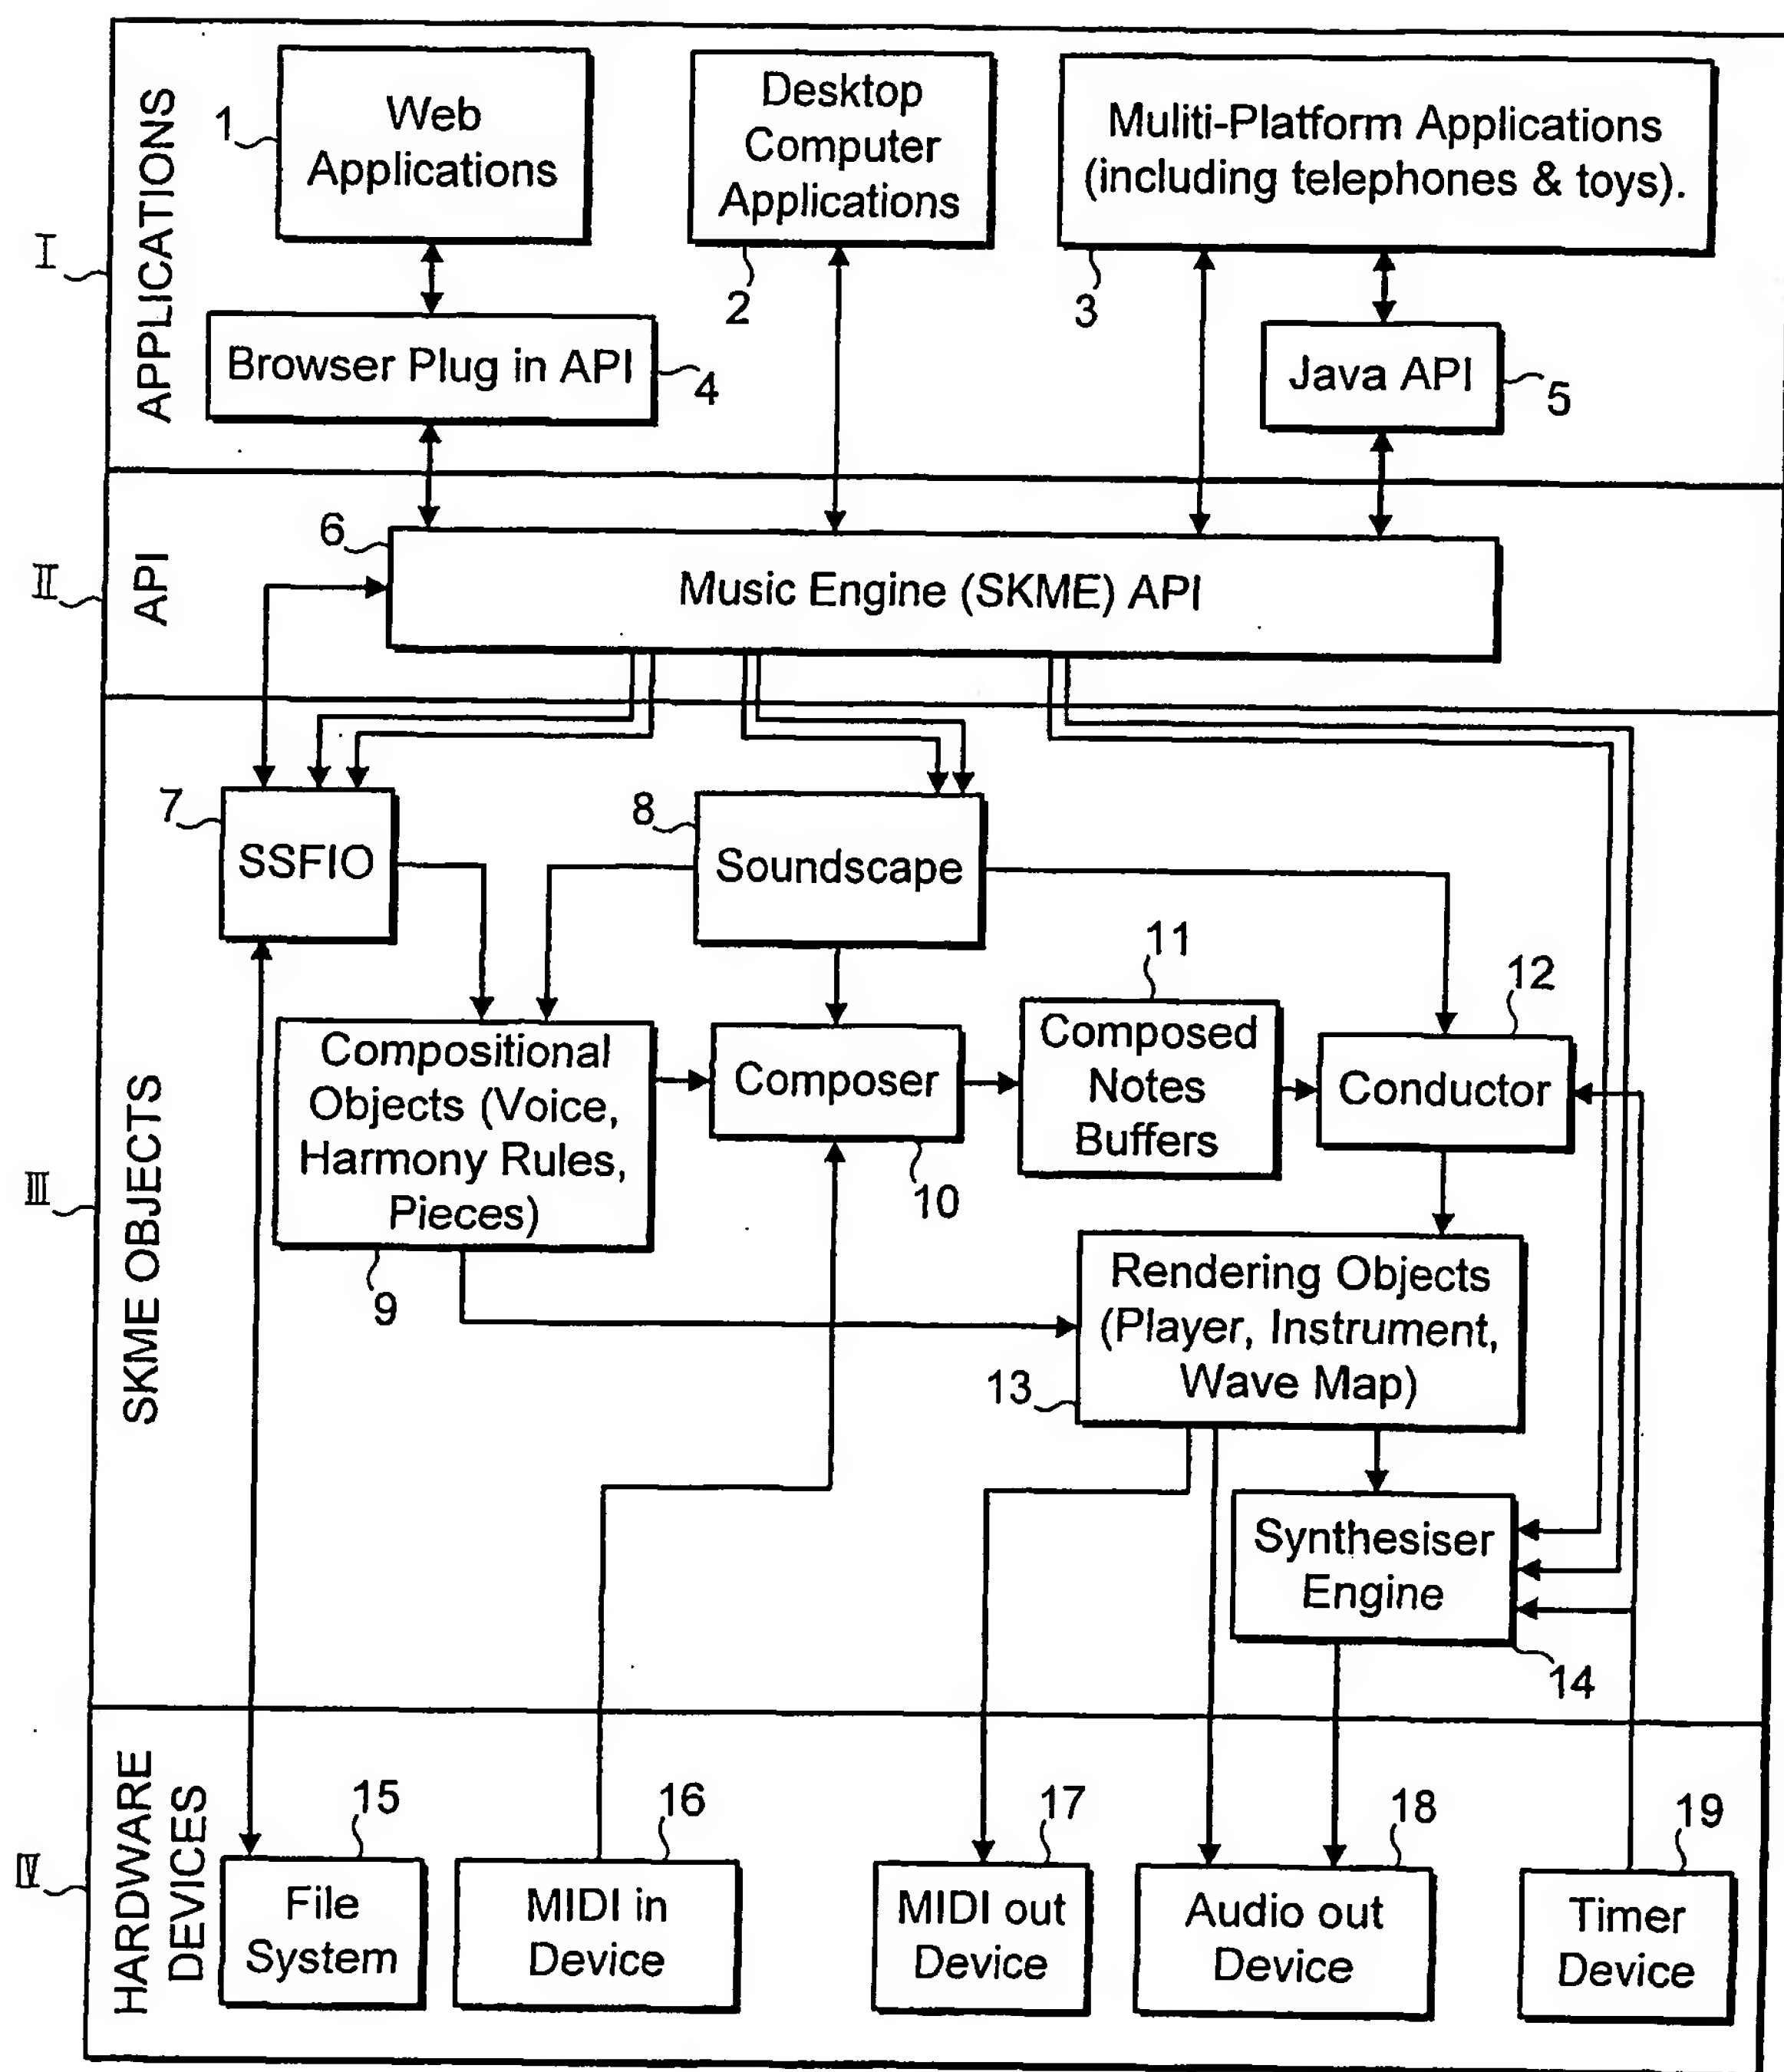 I
APPLICATIONS
1
Web
Applications
Desktop
Computer
Applications
2
Muliti-Platform Applications
(including telephones & toys).
3
Browser Plug in API
4
Java API
5
II
API
6
Music Engine (SKME) API
III
SKME OBJECTS
7
SSFIO
8
Soundscape
Compositional
Objects (Voice,
Harmony Rules,
Pieces)
9
Composer
10
11
Composed
Notes
Buffers
12
Conductor
Rendering Objects
(Player, Instrument,
Wave Map)
13
Synthesiser
Engine
14
IV
HARDWARE
DEVICES
15
File
System
16
MIDI in
Device
17
MIDI out
Device
18
Audio out
Device
19
Timer
Device